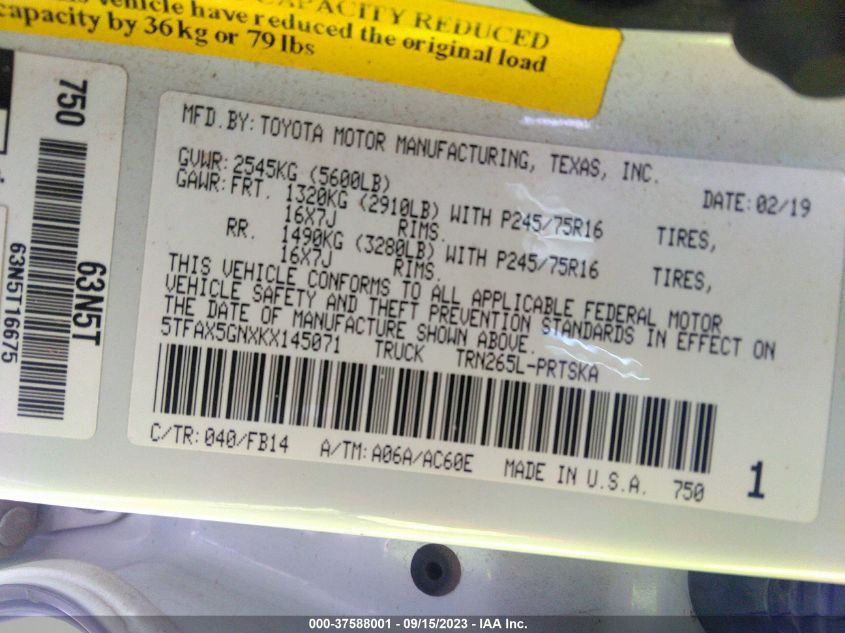 CAPACITY REDUCED
vehicle have reduced the original load
capacity by 36 kg or 79 lbs
750
63N5T
63N5T16675
MFD.BY: TOYOTA MOTOR MANUFACTURING, TEXAS, INC.
DATE: 02/19
GVWR: 2545KG (5600LB)
GAWR: FRT. 1320KG (2910LB) WITH P245/75R16 TIRES,
16X7J RIMS.
RR. 1490KG (3280LB) WITH P245/75R16 TIRES,
16X7J RIMS.
THIS VEHICLE CONFORMS TO ALL APPLICABLE FEDERAL MOTOR
VEHICLE SAFETY AND THEFT PREVENTION STANDARDS IN EFFECT ON
THE DATE OF MANUFACTURE SHOWN ABOVE.
5TFAX5GNXKX145071 TRUCK TRN265L-PRTSKA
C/TR: 040/FB14 A/TM: A06A/AC60E MADE IN U.S.A. 750 1
000-37588001 - 09/15/2023 - IAA Inc.